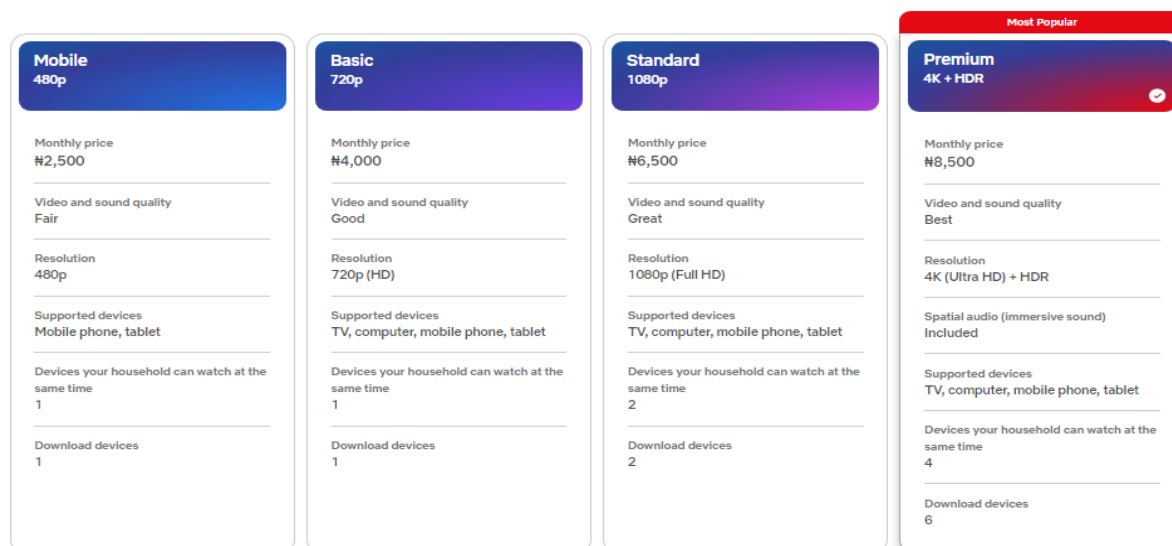 Most Popular
Mobile
480p
Monthly price
₦2,500
Video and sound quality
Fair
Resolution
480p
Supported devices
Mobile phone, tablet
Devices your household can watch at the
same time
1
Download devices
1
Basic
720p
Monthly price
₦4,000
Video and sound quality
Good
Resolution
720p (HD)
Supported devices
TV, computer, mobile phone, tablet
Devices your household can watch at the
same time
1
Download devices
1
Standard
1080p
Monthly price
₦6,500
Video and sound quality
Great
Resolution
1080p (Full HD)
Supported devices
TV, computer, mobile phone, tablet
Devices your household can watch at the
same time
2
Download devices
2
Premium
4K + HDR
Monthly price
₦8,500
Video and sound quality
Best
Resolution
4K (Ultra HD) + HDR
Spatial audio (immersive sound)
Included
Supported devices
TV, computer, mobile phone, tablet
Devices your household can watch at the
same time
4
Download devices
6